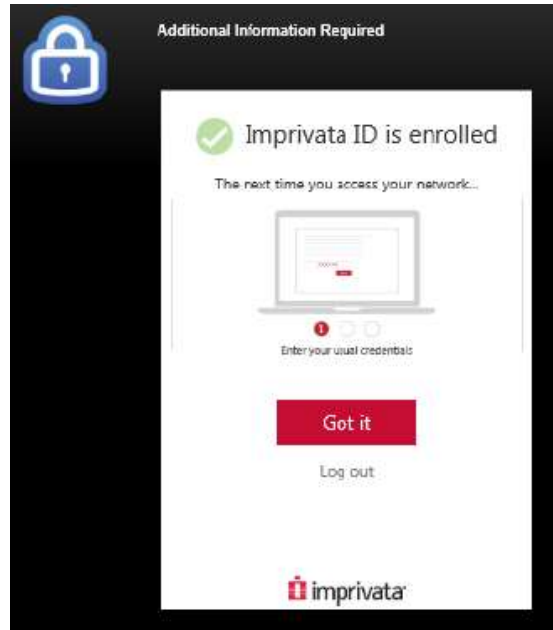 Additional Information Required
Imprivata ID is enrolled
The next time you access your network...
1
Enter your usual credentials
Got it
Log out
imprivata